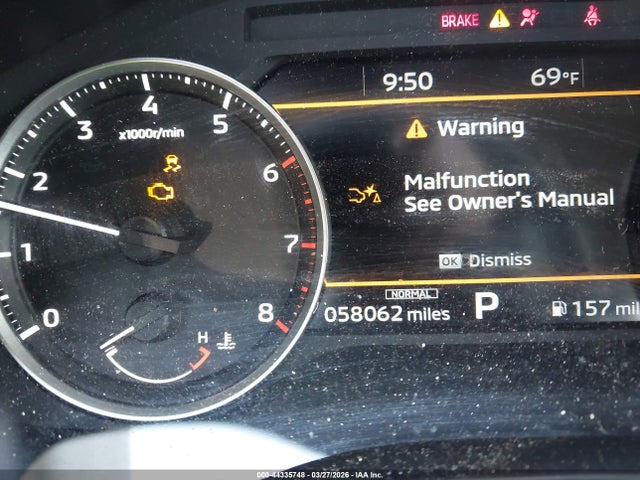 BRAKE
9:50 69°F
Warning
Malfunction
See Owner's Manual
OK Dismiss
NORMAL
058062 miles P 157 mil
x1000r/min
0 1 2 3 4 5 6 7 8
H
000-44335748 | 03/27/2026 - IAA Inc.